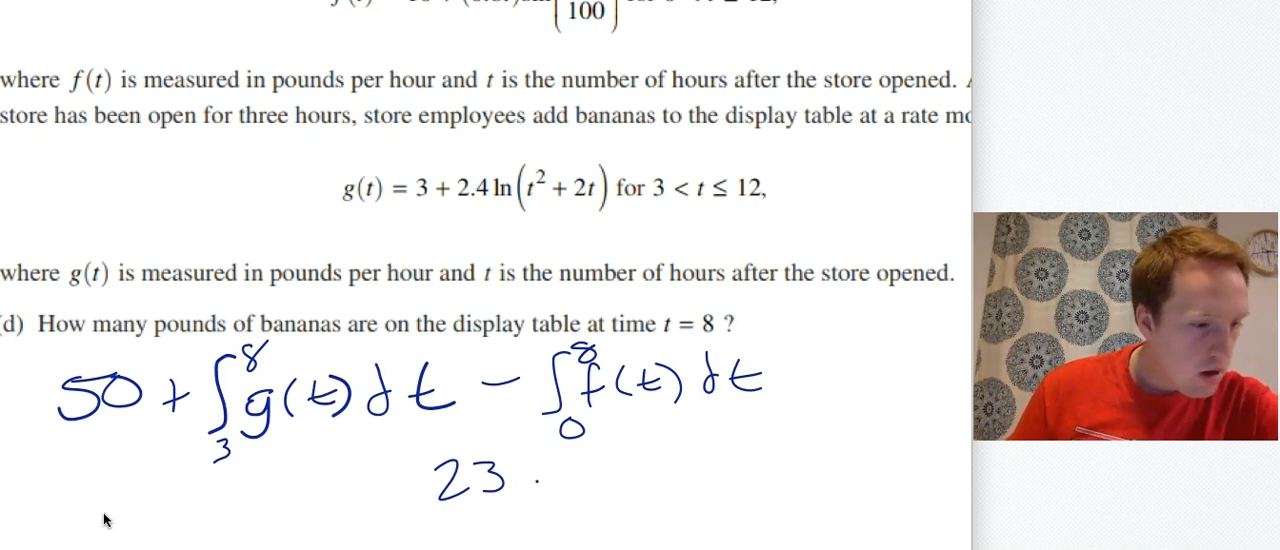 100
where f(t) is measured in pounds per hour and t is the number of hours after the store opened.
store has been open for three hours, store employees add bananas to the display table at a rate
g(t) = 3 + 2.4 ln(t² + 2t) for 3 < t ≤ 12,
where g(t) is measured in pounds per hour and t is the number of hours after the store opened.
(d) How many pounds of bananas are on the display table at time t = 8 ?
50 + ∫₃⁸ g(t) dt − ∫₀⁸ f(t) dt
23.